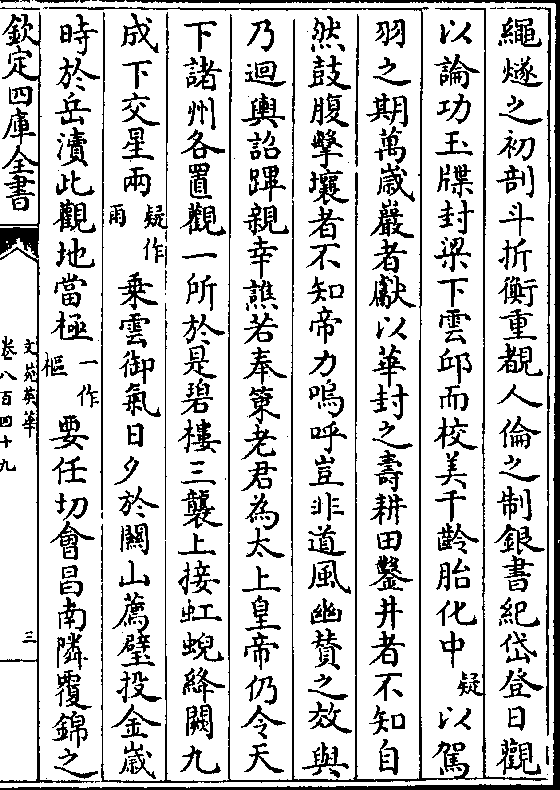 繩燧之初剖斗折衡重覩人倫之制銀書紀岱登日觀
以論功玉牒封梁下雲邱而校美千齡胎化中疑以駕
羽之期萬歲巖者獻以華封之壽耕田鑿井者不知自
然鼓腹擊壤者不知帝力嗚呼豈非道風幽賛之效與
乃迴輿詔蹕親幸譙若奉策老君為太上皇帝仍令天
下諸州各置觀一所於是碧樓三襲上接虹蜺絳闕九
成下交星兩疑作雨乘雲御氣日夕於闗山薦璧投金歲
時於岳瀆此觀地當極一作樞要任切會昌南隣覆錦之
欽定四庫全書
文苑英華
卷八百四十九
三